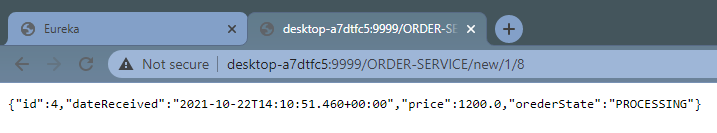 Eureka
desktop-a7dtfc5:9999/ORDER-SE
Not secure
desktop-a7dtfc5:9999/ORDER-SERVICE/new/1/8
{"id":4,"dateReceived":"2021-10-22T14:10:51.460+00:00","price":1200.0,"orederState":"PROCESSING"}